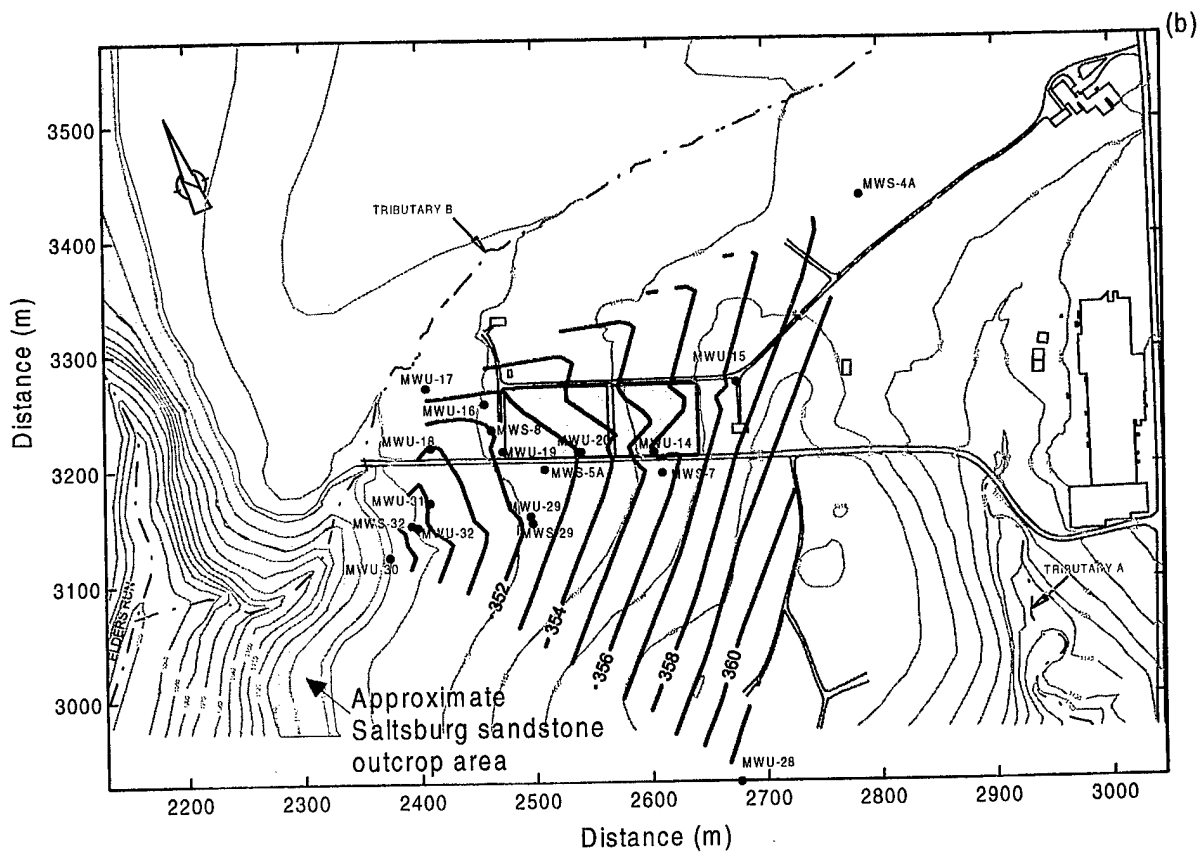 (b)
3500
3400
3300
3200
3100
3000
Distance (m)
MWS-4A
TRIBUTARY B
MWU-15
MWU-17
MWU-16
MWS-8
MWU-18
MWU-19
MWU-20
MWU-14
MWS-5A
MWS-7
MWU-31
MWU-29
MWS-32
MWU-32
MWS-29
MWU-30
TRIBUTARY A
ELDERS RUN
352
354
356
358
360
Approximate
Saltsburg sandstone
outcrop area
MWU-28
2200
2300
2400
2500
2600
2700
2800
2900
3000
Distance (m)